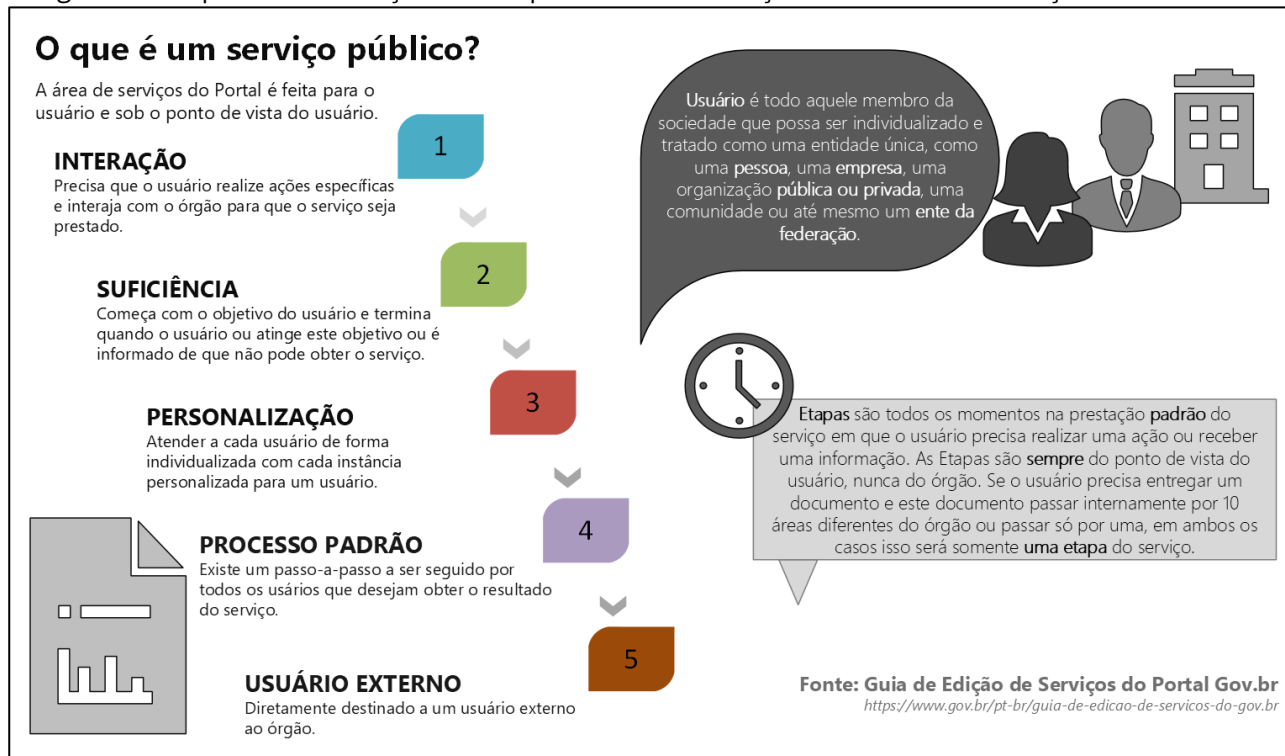 O que é um serviço público?
A área de serviços do Portal é feita para o
usuário e sob o ponto de vista do usuário.
1
INTERAÇÃO
Precisa que o usuário realize ações específicas
e interaja com o órgão para que o serviço seja
prestado.
2
SUFICIÊNCIA
Começa com o objetivo do usuário e termina
quando o usuário ou atinge este objetivo ou é
informado de que não pode obter o serviço.
3
PERSONALIZAÇÃO
Atender a cada usuário de forma
individualizada com cada instância
personalizada para um usuário.
4
PROCESSO PADRÃO
Existe um passo-a-passo a ser seguido por
todos os usários que desejam obter o resultado
do serviço.
5
USUÁRIO EXTERNO
Diretamente destinado a um usuário externo
ao órgão.
Usuário é todo aquele membro da
sociedade que possa ser individualizado e
tratado como uma entidade única, como
uma pessoa, uma empresa, uma
organização pública ou privada, uma
comunidade ou até mesmo um ente da
federação.
Etapas são todos os momentos na prestação padrão do
serviço em que o usuário precisa realizar uma ação ou receber
uma informação. As Etapas são sempre do ponto de vista do
usuário, nunca do órgão. Se o usuário precisa entregar um
documento e este documento passar internamente por 10
áreas diferentes do órgão ou passar só por uma, em ambos os
casos isso será somente uma etapa do serviço.
Fonte: Guia de Edição de Serviços do Portal Gov.br
https://www.gov.br/pt-br/guia-de-edicao-de-servicos-do-gov.br